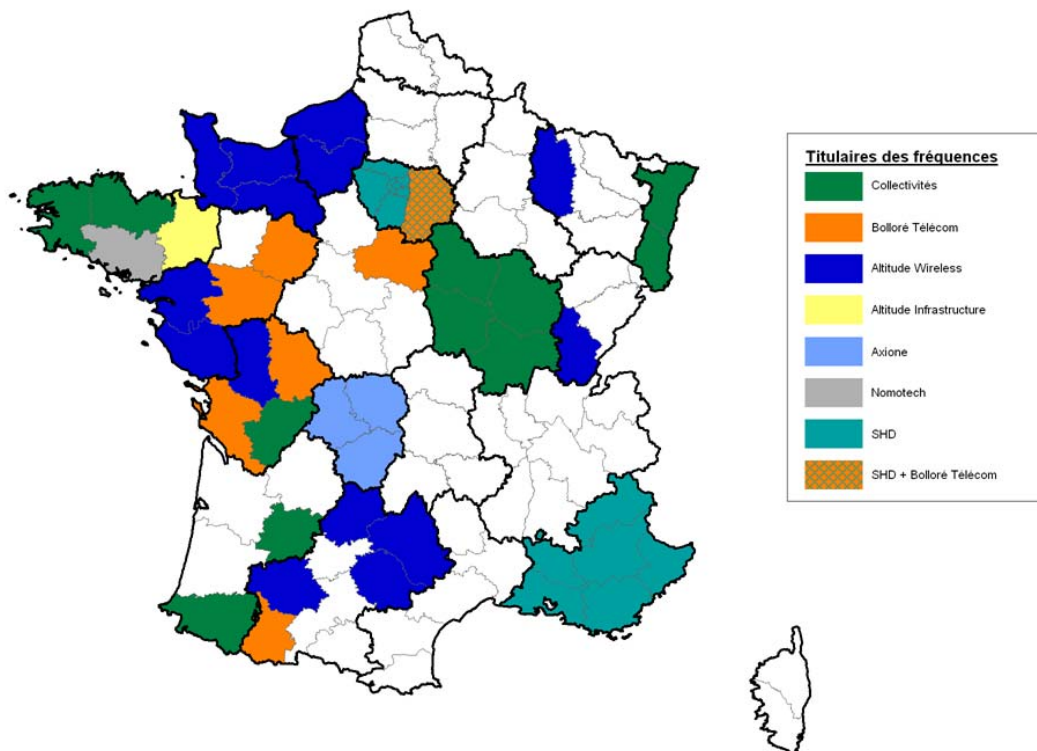 Titulaires des fréquences
Collectivités
Bolloré Télécom
Altitude Wireless
Altitude Infrastructure
Axione
Nomotech
SHD
SHD + Bolloré Télécom